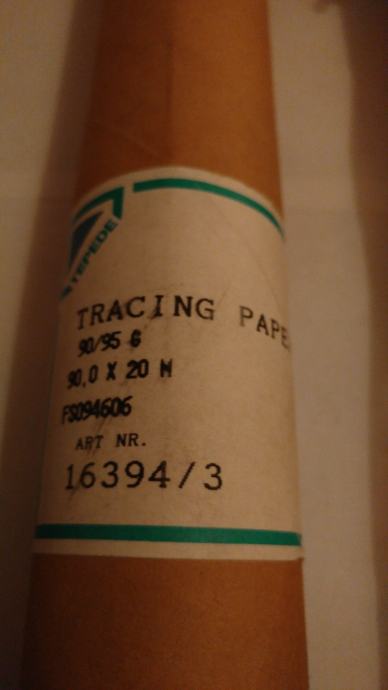 TRACING PAPE
90/95 G
90,0 X 20 M
FS094606
ART NR.
16394/3